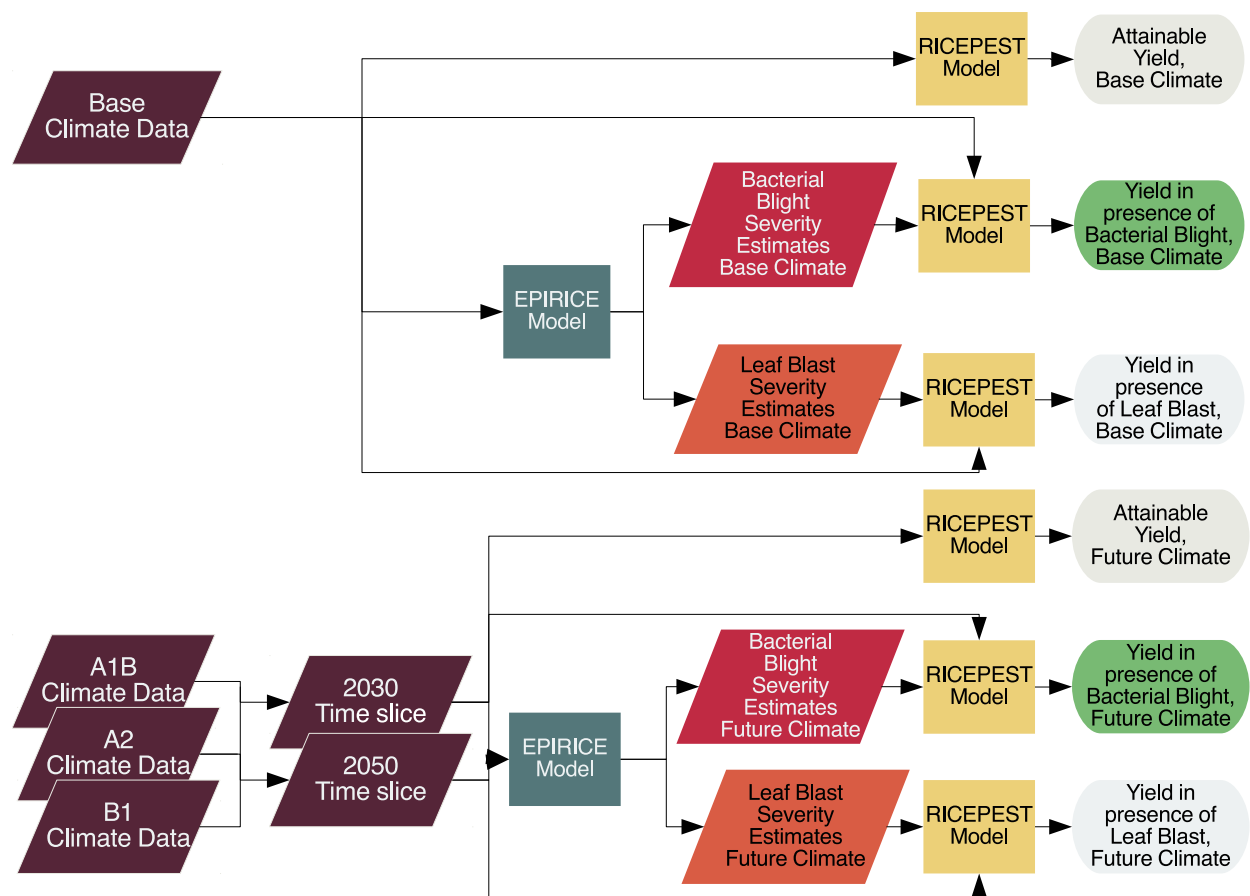 RICEPEST
Model
Attainable
Yield,
Base Climate
Base
Climate Data
Bacterial
Blight
Severity
Estimates
Base Climate
RICEPEST
Model
Yield in
presence of
Bacterial Blight,
Base Climate
EPIRICE
Model
Leaf Blast
Severity
Estimates
Base Climate
RICEPEST
Model
Yield in
presence
of Leaf Blast,
Base Climate
RICEPEST
Model
Attainable
Yield,
Future Climate
A1B
Climate Data
A2
Climate Data
B1
Climate Data
2030
Time slice
2050
Time slice
EPIRICE
Model
Bacterial
Blight
Severity
Estimates
Future Climate
RICEPEST
Model
Yield in
presence of
Bacterial Blight,
Future Climate
Leaf Blast
Severity
Estimates
Future Climate
RICEPEST
Model
Yield in
presence of
Leaf Blast,
Future Climate